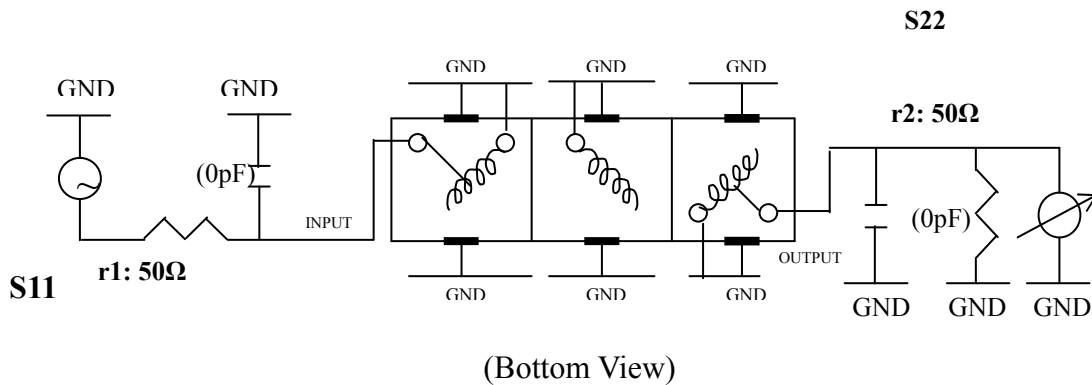 S22
GND
GND
GND
GND
GND
r2: 50Ω
(0pF)
(0pF)
INPUT
r1: 50Ω
OUTPUT
S11
GND
GND
GND
GND
GND
GND
(Bottom View)